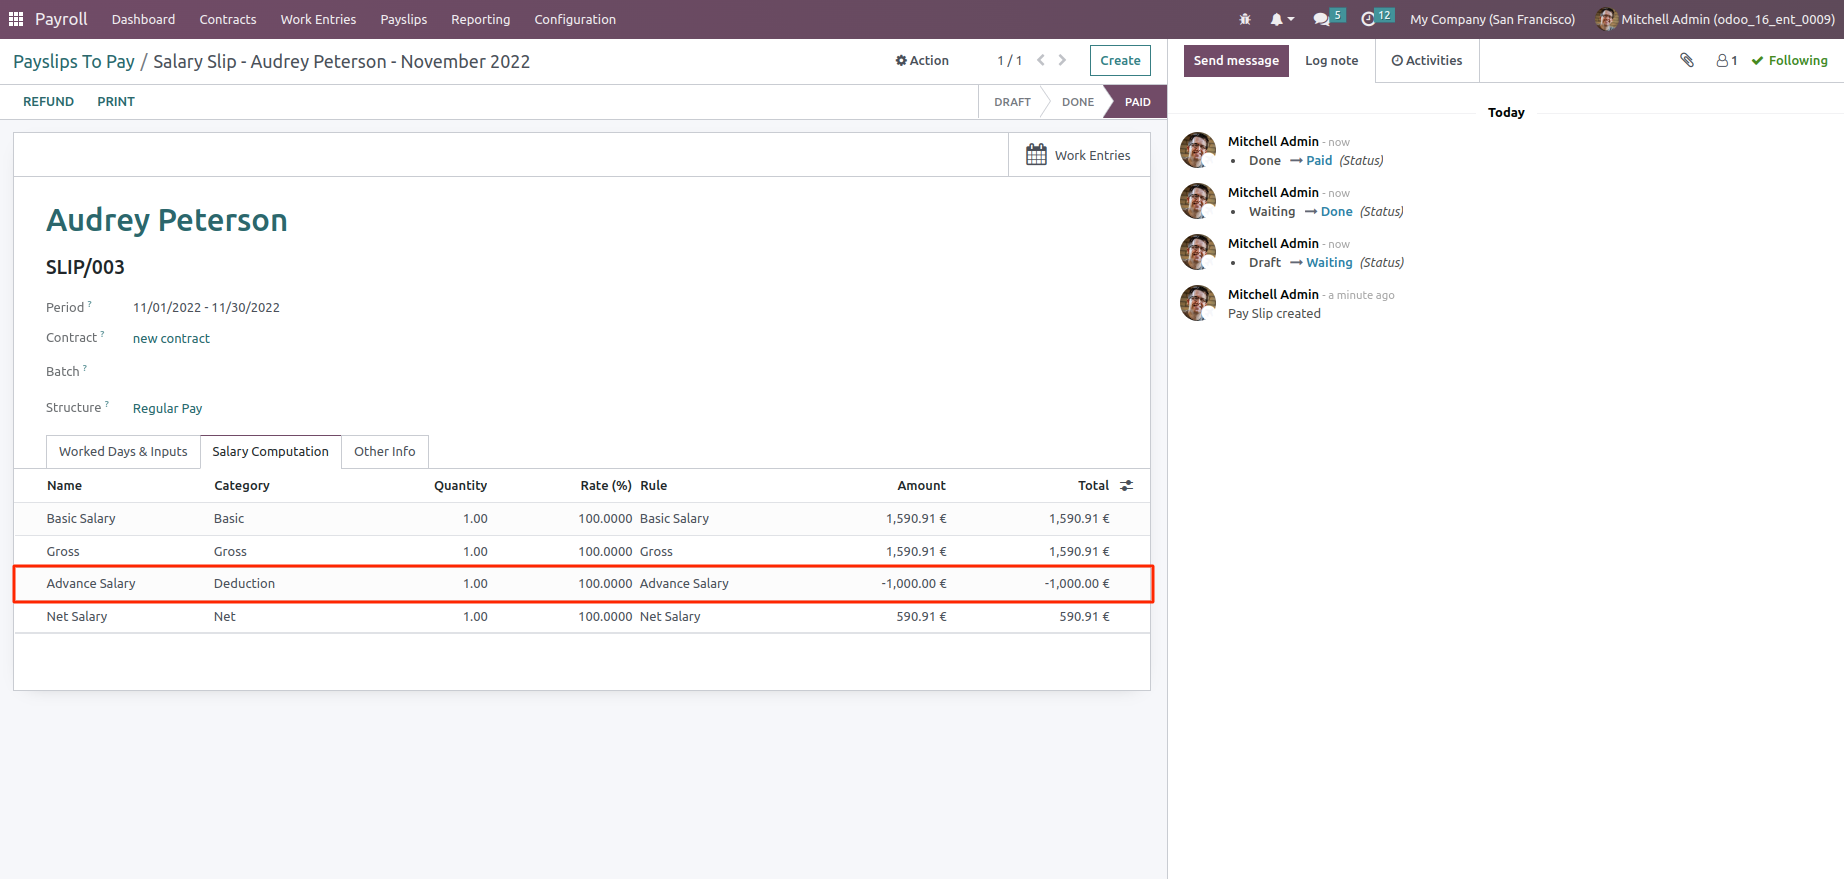 Payroll Dashboard Contracts Work Entries Payslips Reporting Configuration 5 12 My Company (San Francisco) Mitchell Admin (odoo_16_ent_0009)
Payslips To Pay / Salary Slip - Audrey Peterson - November 2022 Action 1 / 1 Create
REFUND PRINT DRAFT DONE PAID
Work Entries
Audrey Peterson
SLIP/003
Period ? 11/01/2022 - 11/30/2022
Contract ? new contract
Batch ?
Structure ? Regular Pay
Worked Days & Inputs Salary Computation Other Info
Name Category Quantity Rate (%) Rule Amount Total
Basic Salary Basic 1.00 100.0000 Basic Salary 1,590.91 € 1,590.91 €
Gross Gross 1.00 100.0000 Gross 1,590.91 € 1,590.91 €
Advance Salary Deduction 1.00 100.0000 Advance Salary -1,000.00 € -1,000.00 €
Net Salary Net 1.00 100.0000 Net Salary 590.91 € 590.91 €
Send message Log note Activities 1 Following
Today
Mitchell Admin - now
• Done → Paid (Status)
Mitchell Admin - now
• Waiting → Done (Status)
Mitchell Admin - now
• Draft → Waiting (Status)
Mitchell Admin - a minute ago
Pay Slip created